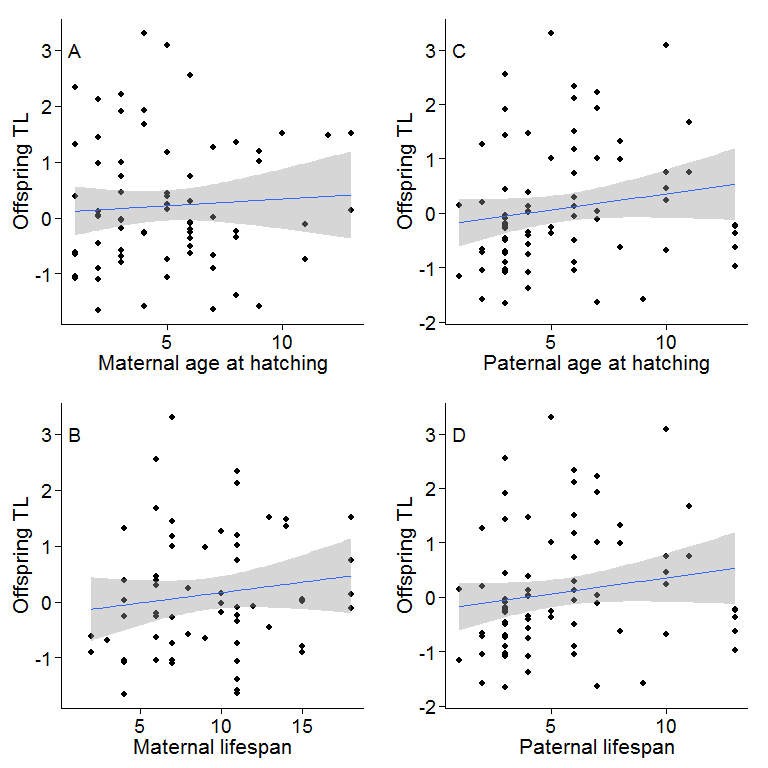 A
C
Offspring TL
3
2
1
0
-1
5
10
Maternal age at hatching
Offspring TL
3
2
1
0
-1
-2
5
10
Paternal age at hatching
B
D
Offspring TL
3
2
1
0
-1
5
10
15
Maternal lifespan
Offspring TL
3
2
1
0
-1
-2
5
10
Paternal lifespan